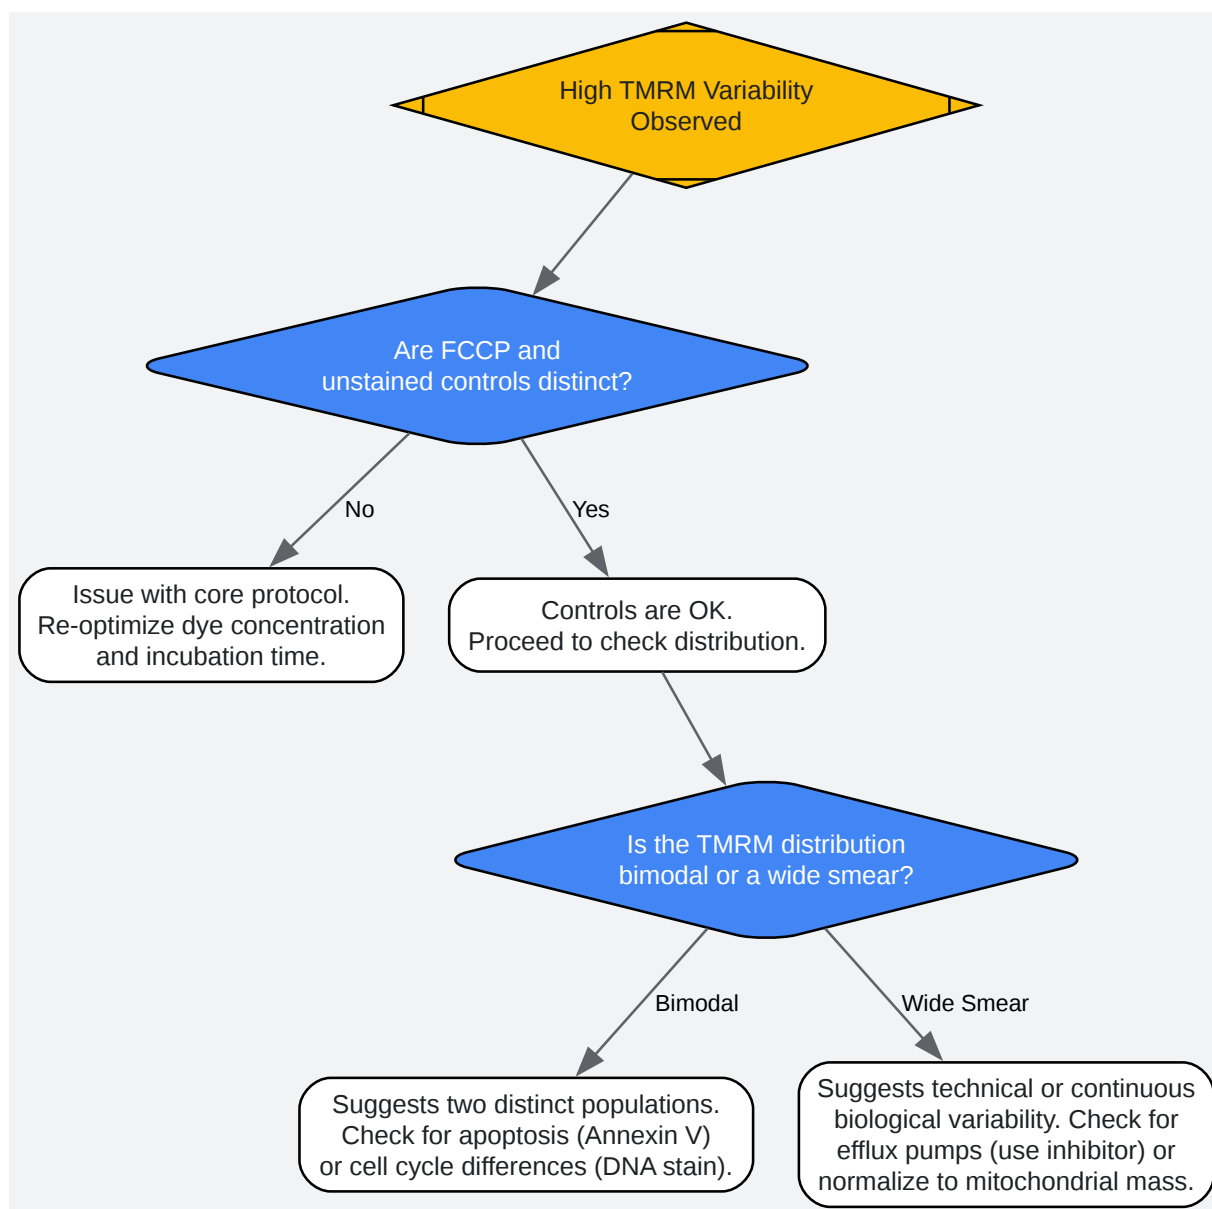 High TMRM Variability
Observed
Are FCCP and
unstained controls distinct?
No
Yes
Issue with core protocol.
Re-optimize dye concentration
and incubation time.
Controls are OK.
Proceed to check distribution.
Is the TMRM distribution
bimodal or a wide smear?
Bimodal
Wide Smear
Suggests two distinct populations.
Check for apoptosis (Annexin V)
or cell cycle differences (DNA stain).
Suggests technical or continuous
biological variability. Check for
efflux pumps (use inhibitor) or
normalize to mitochondrial mass.